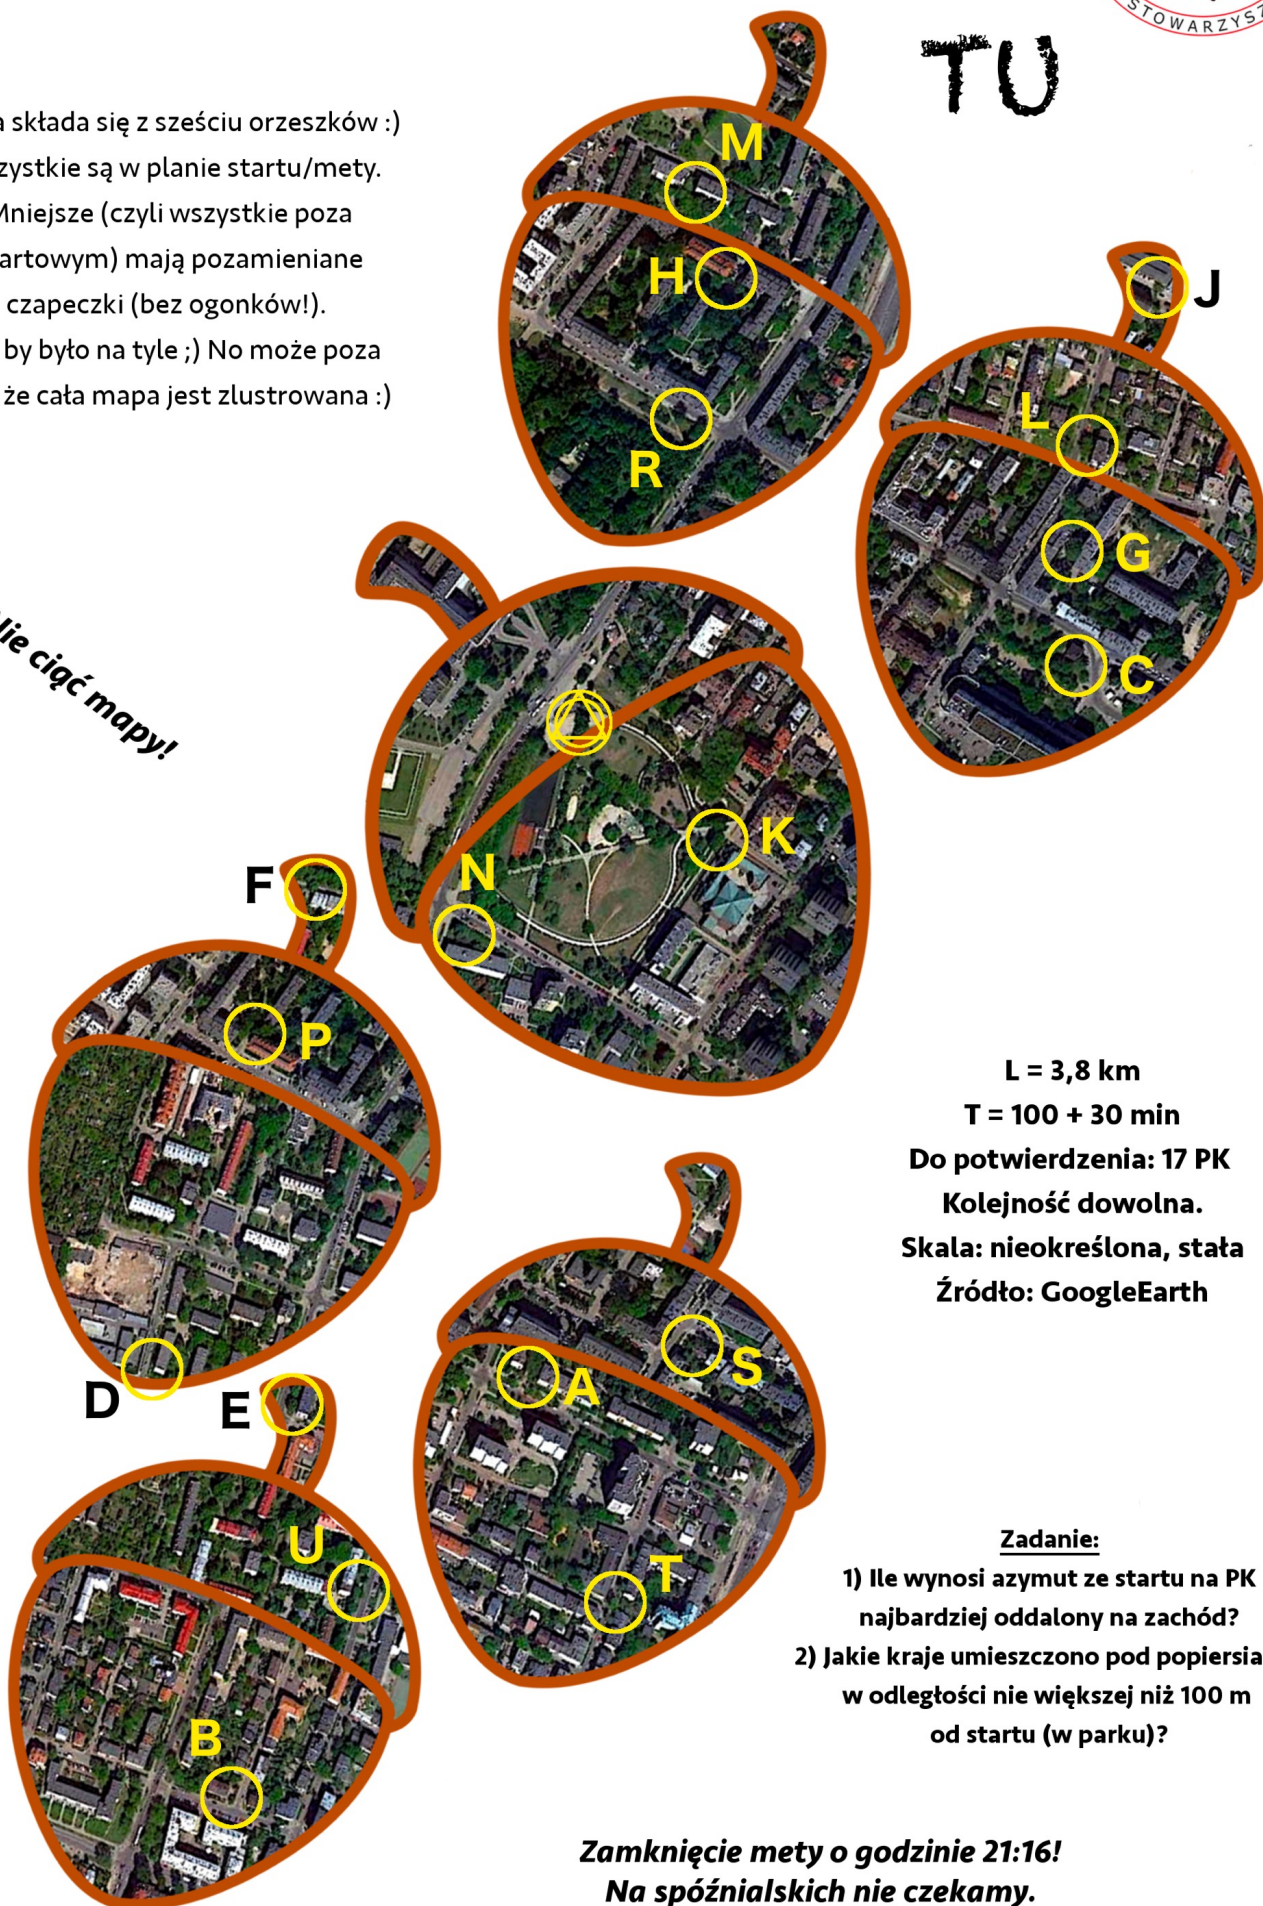 STOWARZYSZ
TU
a składa się z sześciu orzeszków :)
zystkie są w planie startu/mety.
Mniejsze (czyli wszystkie poza
artowym) mają pozamieniane
czapeczki (bez ogonków!).
by było na tyle ;) No może poza
że cała mapa jest zlustrowana :)
M
H
R
J
L
G
C
Nie ciąć mapy!
K
N
F
P
D
E
L = 3,8 km
T = 100 + 30 min
Do potwierdzenia: 17 PK
Kolejność dowolna.
Skala: nieokreślona, stała
Źródło: GoogleEarth
S
A
T
U
B
Zadanie:
1) Ile wynosi azymut ze startu na PK
najbardziej oddalony na zachód?
2) Jakie kraje umieszczono pod popiersia
w odległości nie większej niż 100 m
od startu (w parku)?
Zamknięcie mety o godzinie 21:16!
Na spóźnialskich nie czekamy.